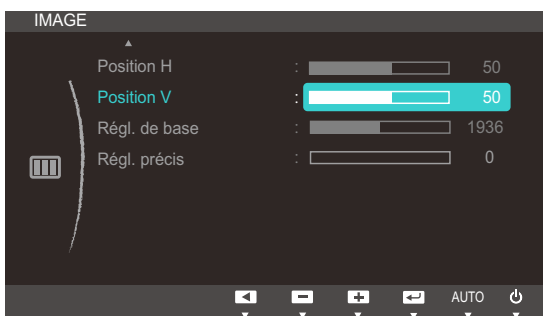 IMAGE
Position H : 50
Position V : 50
Régl. de base : 1936
Régl. précis : 0
AUTO